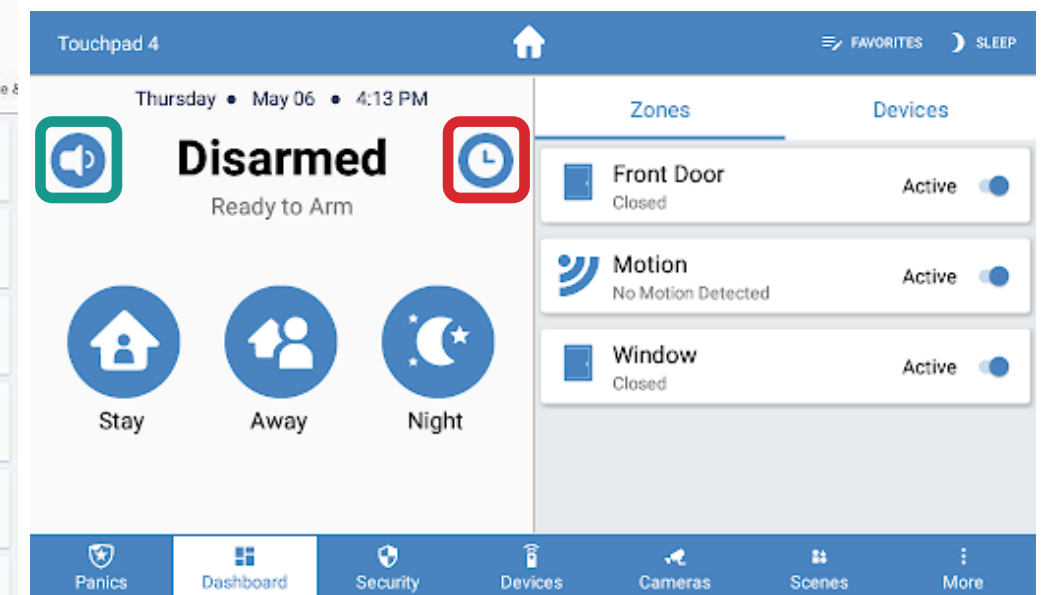 Touchpad 4
FAVORITES
SLEEP
Thursday • May 06 • 4:13 PM
Disarmed
Ready to Arm
Stay
Away
Night
Zones
Devices
Front Door
Closed
Active
Motion
No Motion Detected
Active
Window
Closed
Active
Panics
Dashboard
Security
Devices
Cameras
Scenes
More